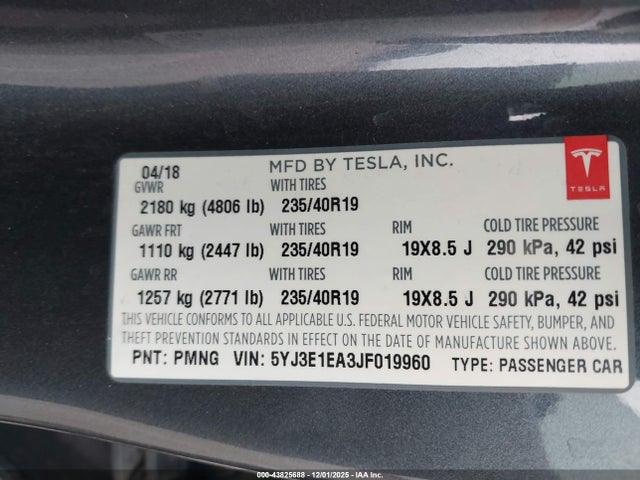 04/18 MFD BY TESLA, INC.
GVWR WITH TIRES
2180 kg (4806 lb) 235/40R19
GAWR FRT WITH TIRES RIM COLD TIRE PRESSURE
1110 kg (2447 lb) 235/40R19 19X8.5 J 290 kPa, 42 psi
GAWR RR WITH TIRES RIM COLD TIRE PRESSURE
1257 kg (2771 lb) 235/40R19 19X8.5 J 290 kPa, 42 psi
THIS VEHICLE CONFORMS TO ALL APPLICABLE U.S. FEDERAL MOTOR VEHICLE SAFETY, BUMPER, AND
THEFT PREVENTION STANDARDS IN EFFECT ON THE DATE OF MANUFACTURE SHOWN ABOVE.
PNT: PMNG VIN: 5YJ3E1EA3JF019960 TYPE: PASSENGER CAR
TESLA
000-43825688 - 12/01/2025 - IAA Inc.